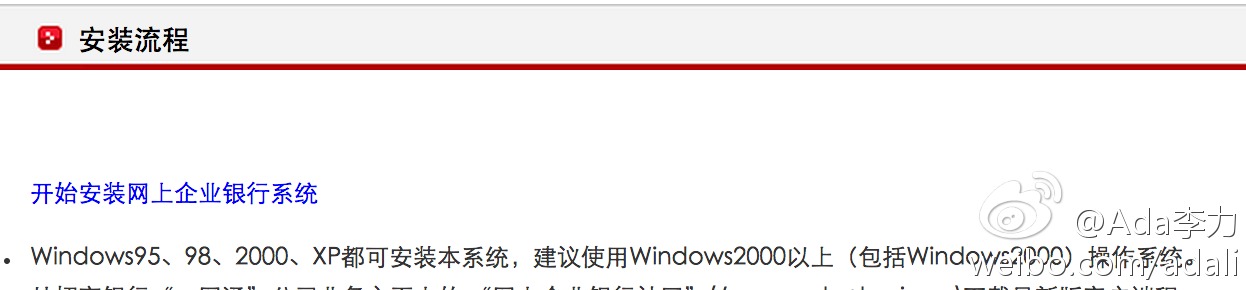 安装流程
开始安装网上企业银行系统
@Ada李力
• Windows95、98、2000、XP都可安装本系统，建议使用Windows2000以上（包括Windows2000）操作系统。
weibo.com/adali